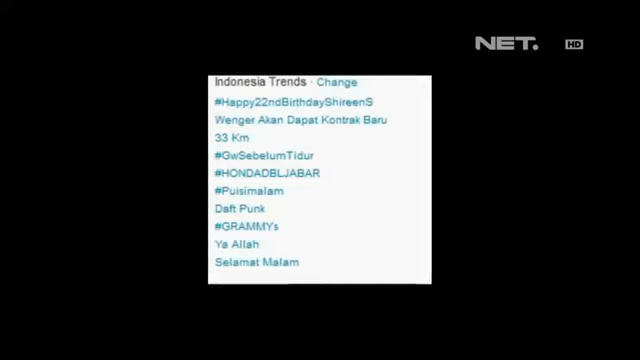 NET. HD
Indonesia Trends · Change
#Happy22ndBirthdayShireenS
Wenger Akan Dapat Kontrak Baru
33 Km
#GwSebelumTidur
#HONDADBLJABAR
#Puisimalam
Daft Punk
#GRAMMYs
Ya Allah
Selamat Malam